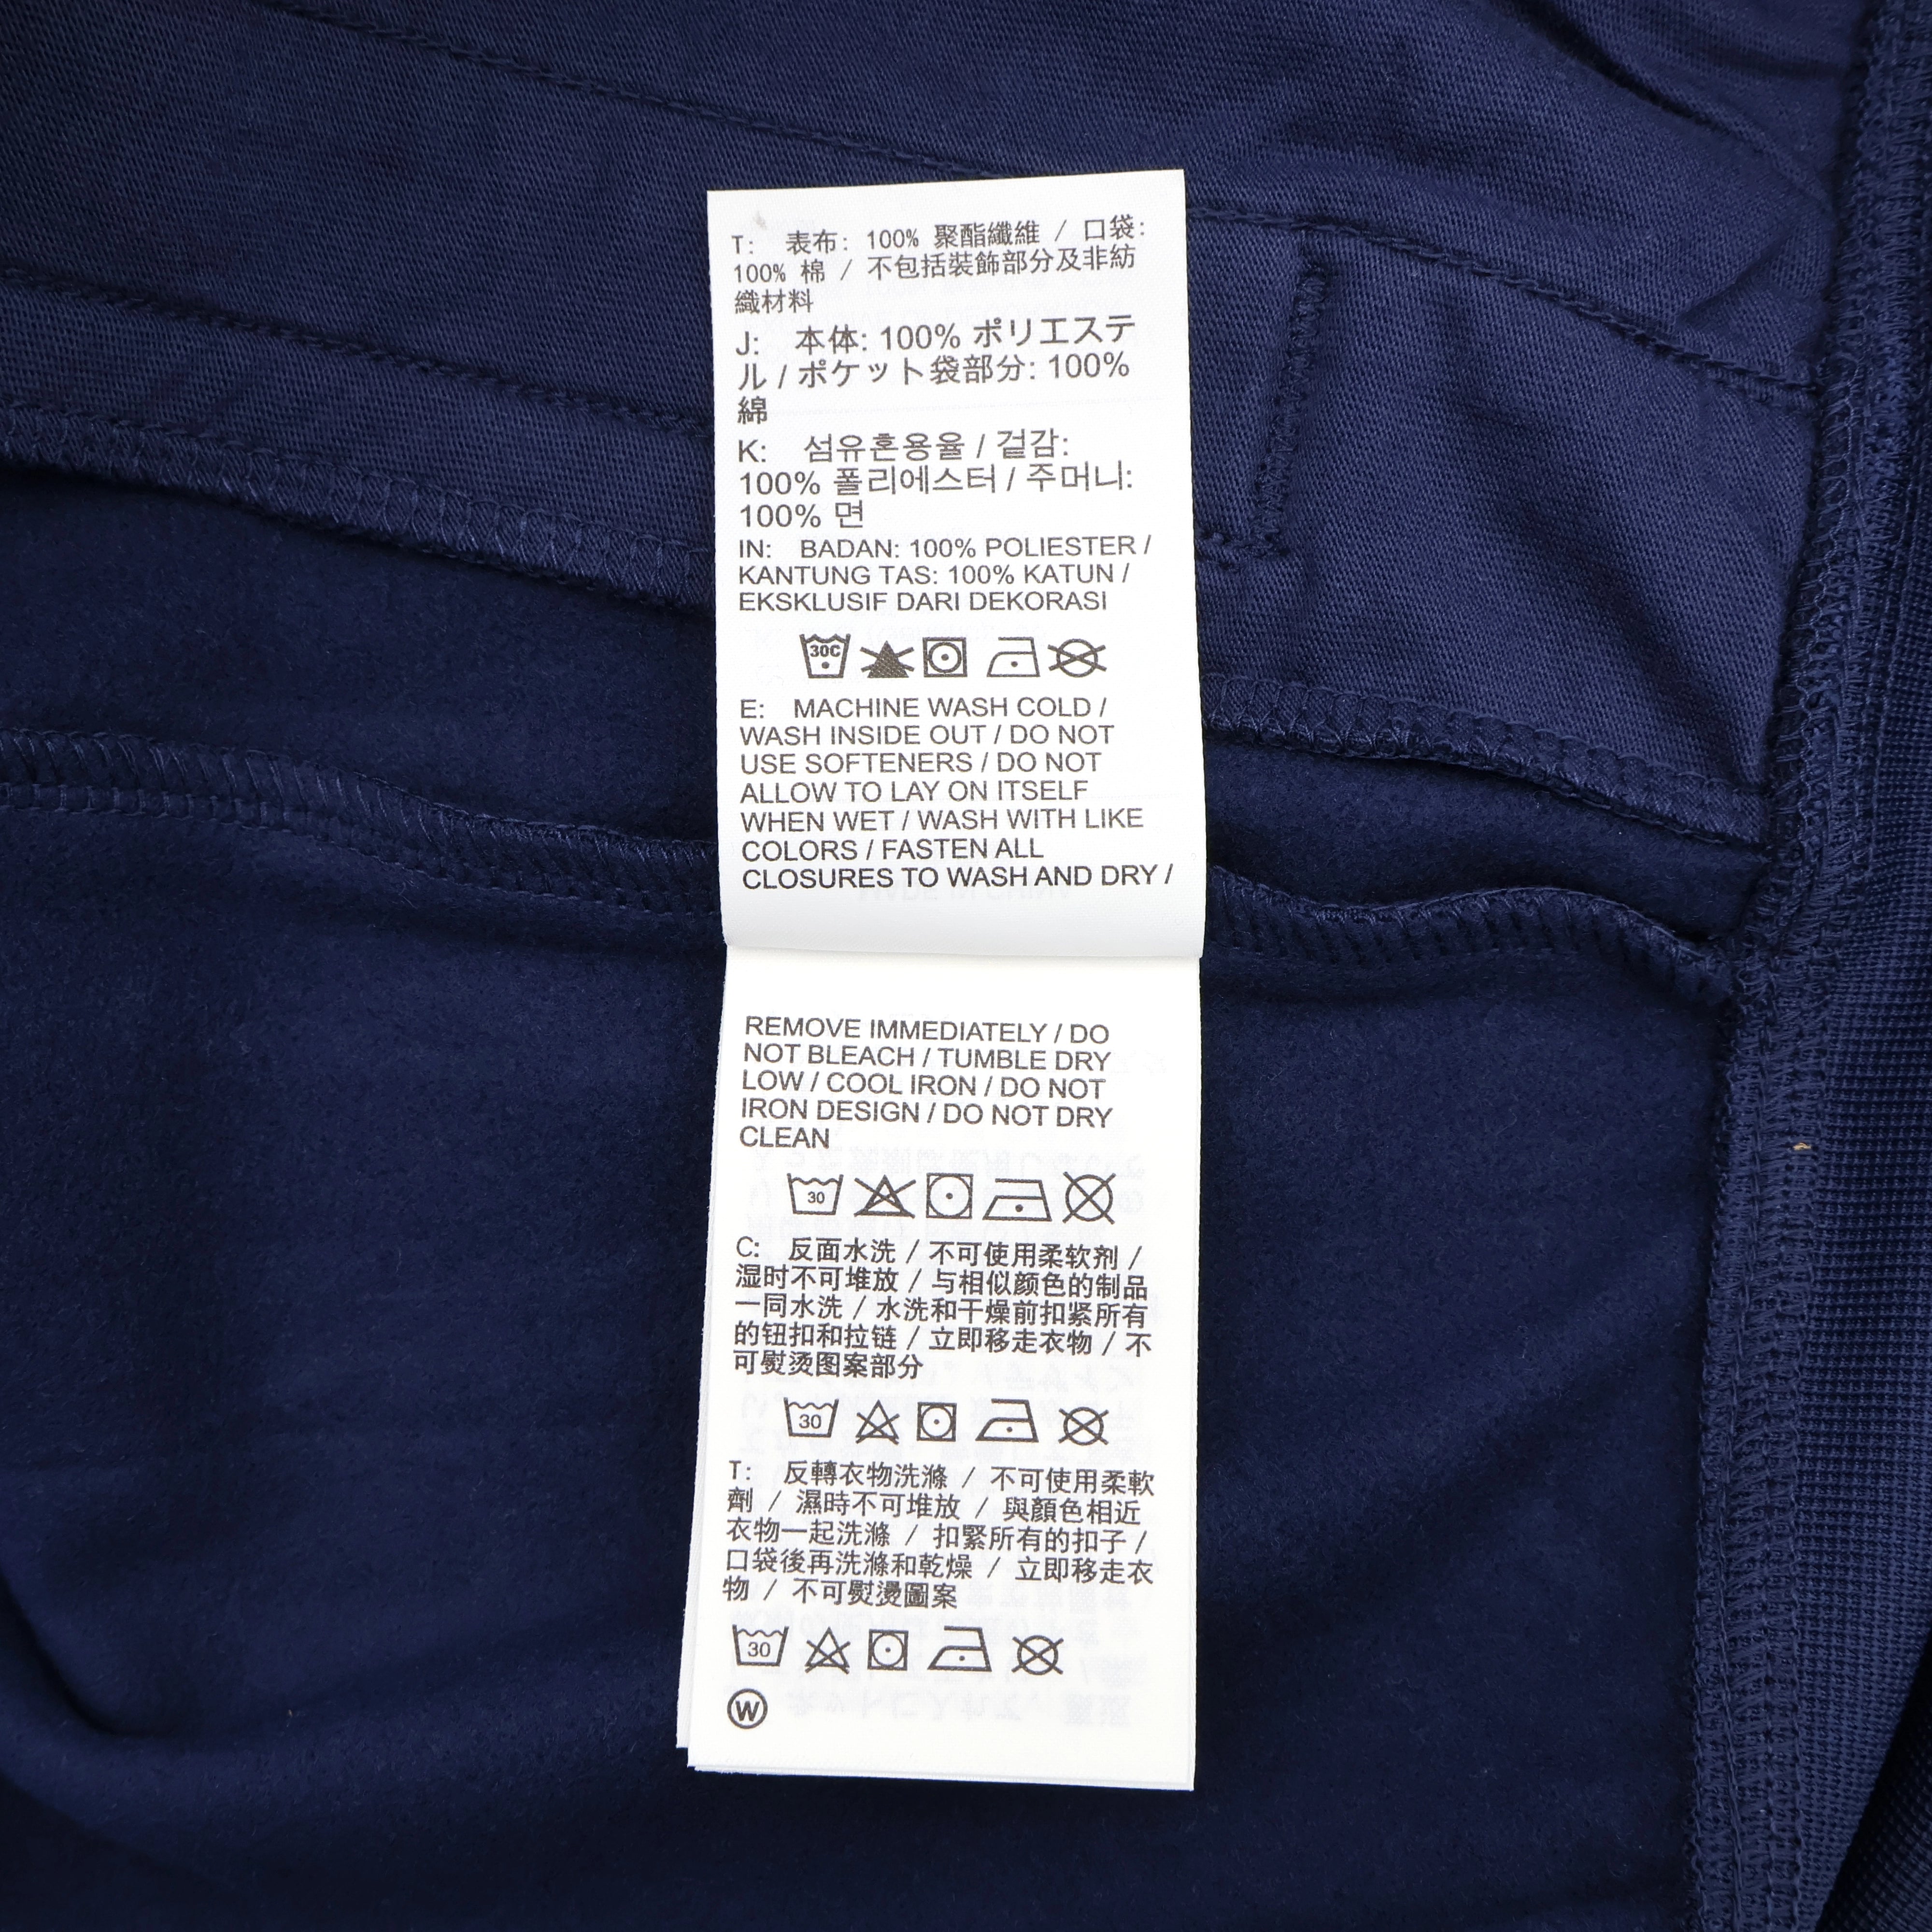 T: 表布: 100% 聚酯纖維 / 口袋:
100% 棉 / 不包括裝飾部分及非紡
織材料
J: 本体: 100% ポリエステ
ル / ポケット袋部分: 100%
綿
K: 섬유혼용율 / 겉감:
100% 폴리에스터 / 주머니:
100% 면
IN: BADAN: 100% POLIESTER /
KANTUNG TAS: 100% KATUN /
EKSKLUSIF DARI DEKORASI
30C
E: MACHINE WASH COLD /
WASH INSIDE OUT / DO NOT
USE SOFTENERS / DO NOT
ALLOW TO LAY ON ITSELF
WHEN WET / WASH WITH LIKE
COLORS / FASTEN ALL
CLOSURES TO WASH AND DRY /
REMOVE IMMEDIATELY / DO
NOT BLEACH / TUMBLE DRY
LOW / COOL IRON / DO NOT
IRON DESIGN / DO NOT DRY
CLEAN
30
C: 反面水洗 / 不可使用柔软剂 /
湿时不可堆放 / 与相似颜色的制品
一同水洗 / 水洗和干燥前扣紧所有
的钮扣和拉链 / 立即移走衣物 / 不
可熨烫图案部分
30
T: 反轉衣物洗滌 / 不可使用柔軟
劑 / 濕時不可堆放 / 與顏色相近
衣物一起洗滌 / 扣緊所有的扣子 /
口袋後再洗滌和乾燥 / 立即移走衣
物 / 不可熨燙圖案
30
W